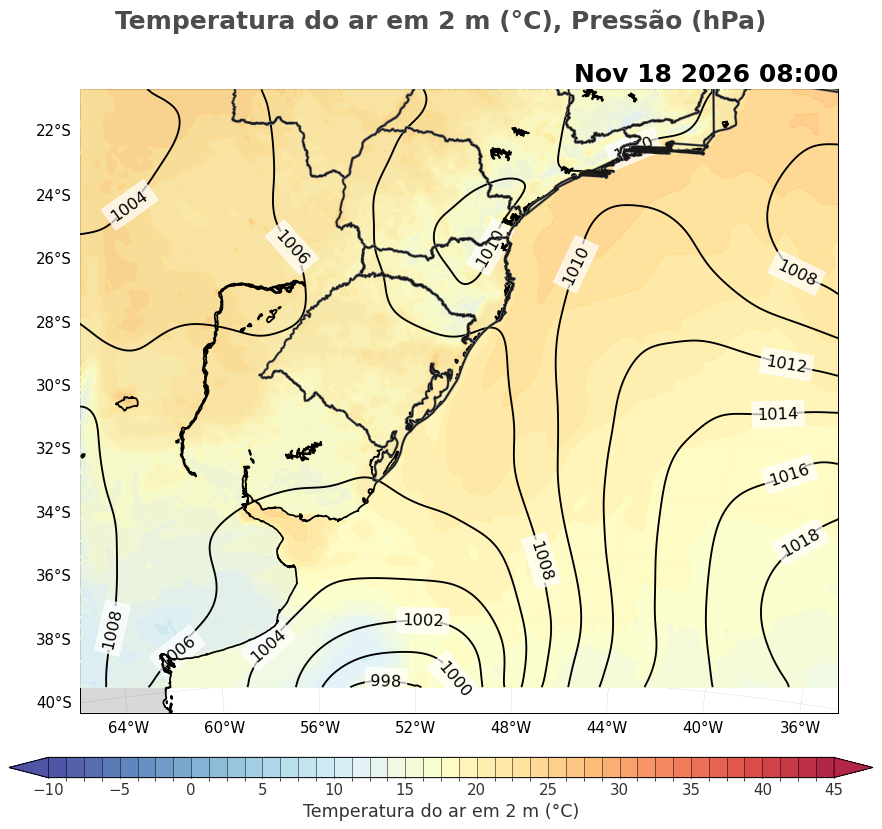 Temperatura do ar em 2 m (°C), Pressão (hPa)
Nov 18 2026 08:00
22°S
24°S
26°S
28°S
30°S
32°S
34°S
36°S
38°S
40°S
1004
1006
1010
1010
1008
1012
1014
1016
1018
1008
1008
1006
1004
1002
1000
998
64°W 60°W 56°W 52°W 48°W 44°W 40°W 36°W
−10 −5 0 5 10 15 20 25 30 35 40 45
Temperatura do ar em 2 m (°C)